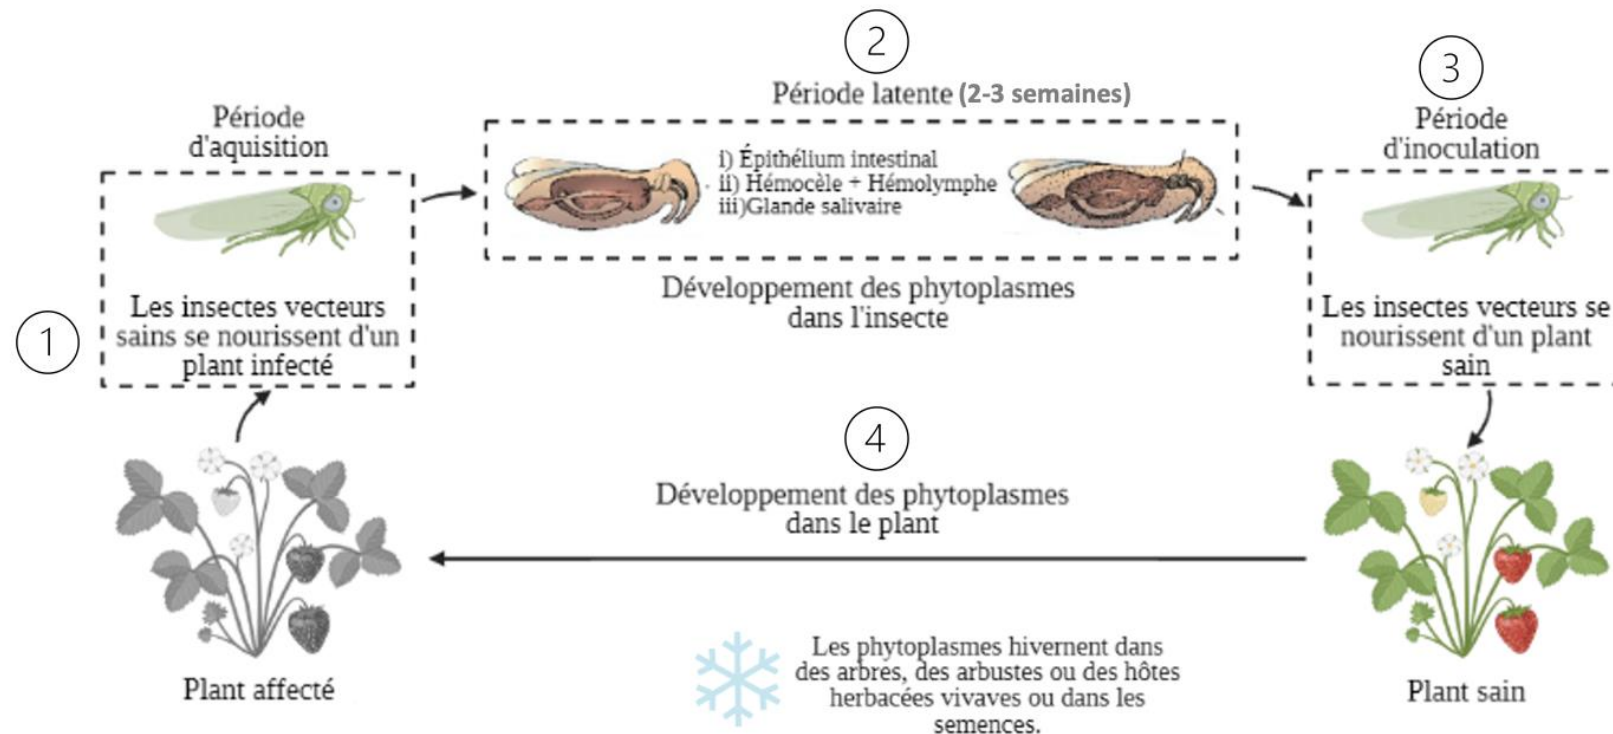 1
Période
d'aquisition
Les insectes vecteurs
sains se nourissent d'un
plant infecté
2
Période latente (2-3 semaines)
i) Épithélium intestinal
ii) Hémocèle + Hémolymphe
iii)Glande salivaire
Développement des phytoplasmes
dans l'insecte
3
Période
d'inoculation
Les insectes vecteurs se
nourissent d'un plant
sain
4
Développement des phytoplasmes
dans le plant
Plant affecté
Les phytoplasmes hivernent dans
des arbres, des arbustes ou des hôtes
herbacées vivaves ou dans les
semences.
Plant sain